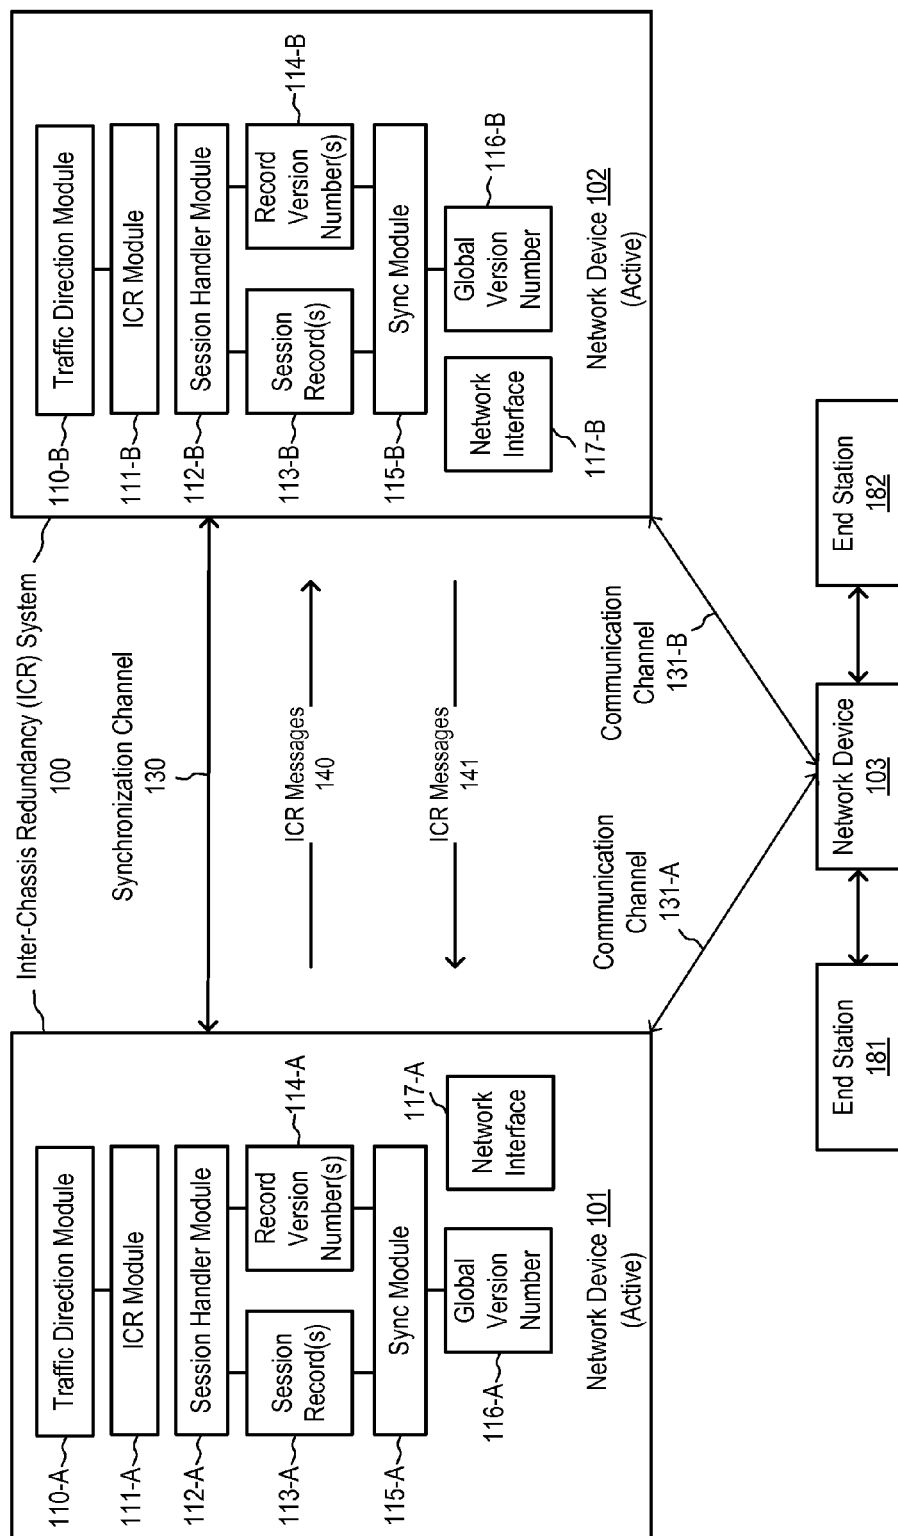 Inter-Chassis Redundancy (ICR) System
100
110-A
Traffic Direction Module
111-A
ICR Module
112-A
Session Handler Module
113-A
Session
Record(s)
Record
Version
Number(s)
114-A
115-A
Sync Module
116-A
Global
Version
Number
Network
Interface
117-A
Network Device 101
(Active)
Synchronization Channel
130
ICR Messages
140
ICR Messages
141
110-B
Traffic Direction Module
111-B
ICR Module
112-B
Session Handler Module
113-B
Session
Record(s)
Record
Version
Number(s)
114-B
115-B
Sync Module
Network
Interface
117-B
Global
Version
Number
116-B
Network Device 102
(Active)
Communication
Channel
131-A
Communication
Channel
131-B
End Station
181
Network Device
103
End Station
182